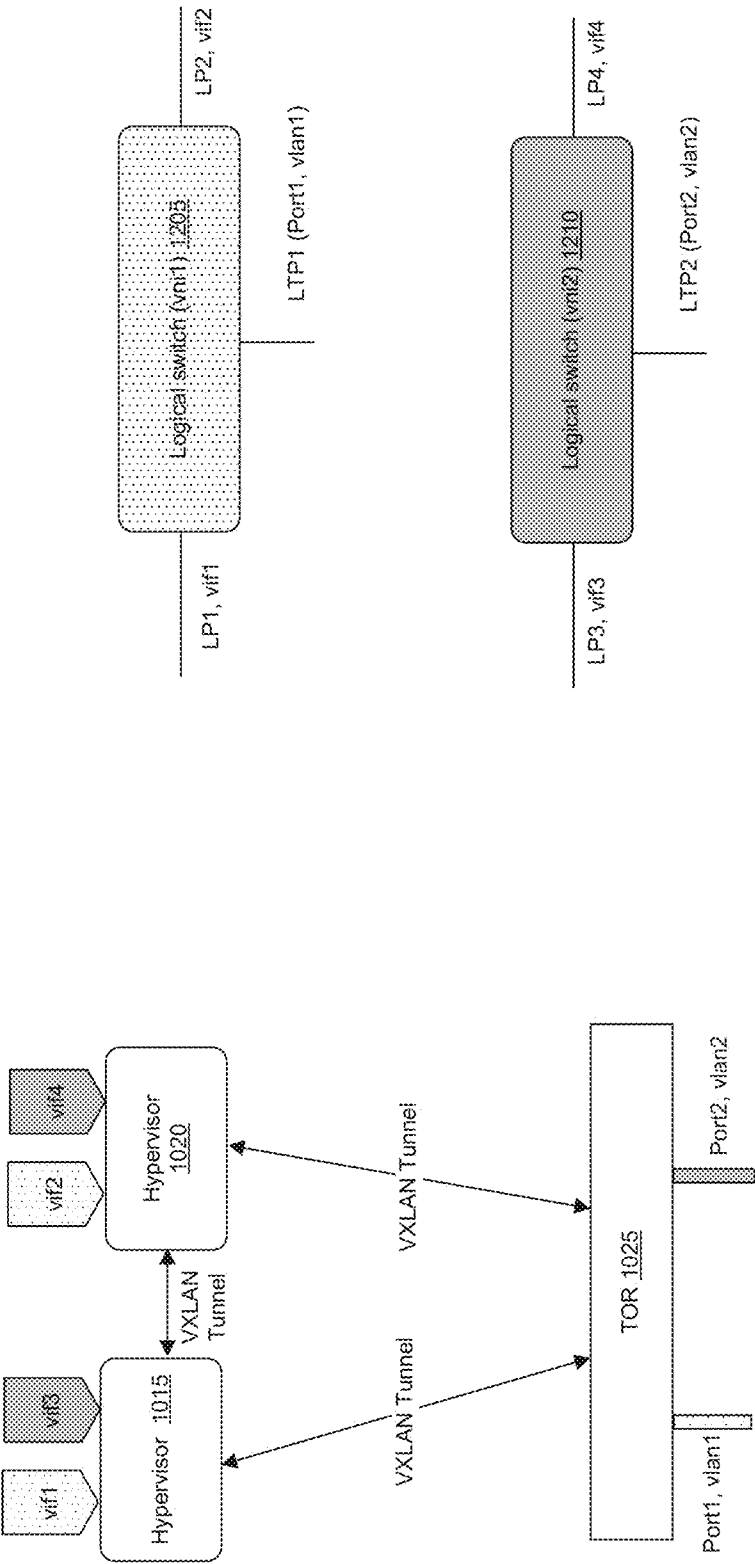 vif1
vif3
vif2
vif4
Hypervisor 1015
VXLAN
Tunnel
Hypervisor
1020
VXLAN Tunnel
VXLAN Tunnel
TOR 1025
Port1, vlan1
Port2, vlan2
LP1, vif1
Logical switch (vni1) 1205
LP2, vif2
LTP1 (Port1, vlan1)
LP3, vif3
Logical switch (vni2) 1210
LP4, vif4
LTP2 (Port2, vlan2)